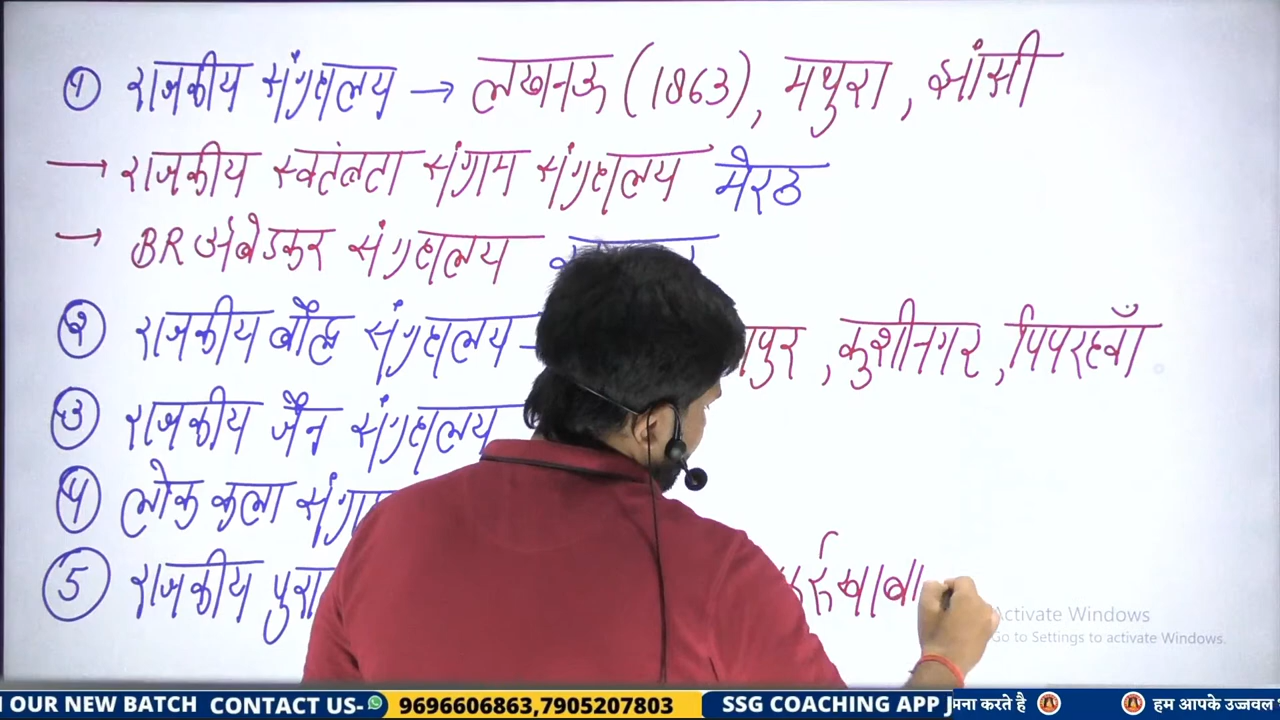 ① राजकीय संग्रहालय → लखनऊ (1863), मथुरा, झांसी
→ राजकीय स्वतंत्रता संग्राम संग्रहालय मेरठ
→ BR अंबेडकर संग्रहालय
② राजकीय बौद्ध संग्रहालय - पुर, कुशीनगर, पिपरहवाँ
③ राजकीय जैन संग्रहालय
④ लोक कला
⑤ राजकीय
Activate Windows
Go to Settings to activate Windows.
OUR NEW BATCH CONTACT US- 9696606863,7905207803 SSG COACHING APP करते है हम आपके उज्जवल